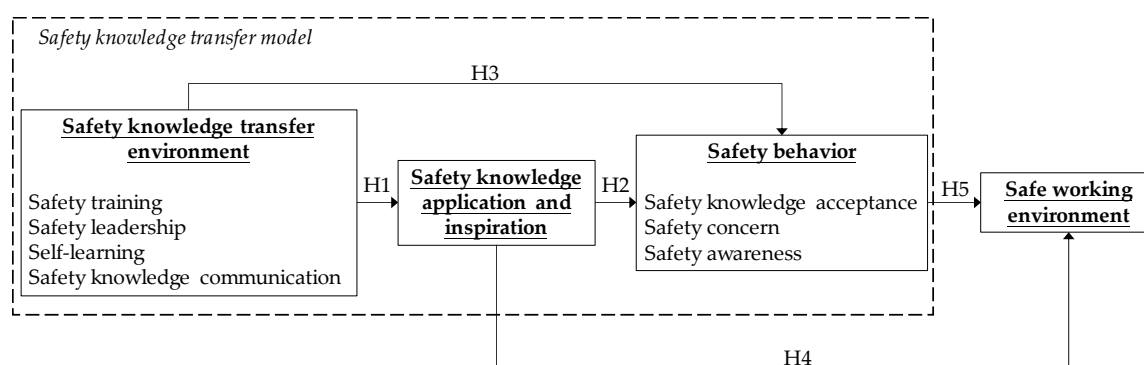 Safety knowledge transfer model
H3
Safety knowledge transfer
environment
Safety training
Safety leadership
Self-learning
Safety knowledge communication
H1
Safety knowledge
application and
inspiration
H2
Safety behavior
Safety knowledge acceptance
Safety concern
Safety awareness
H5
Safe working
environment
H4